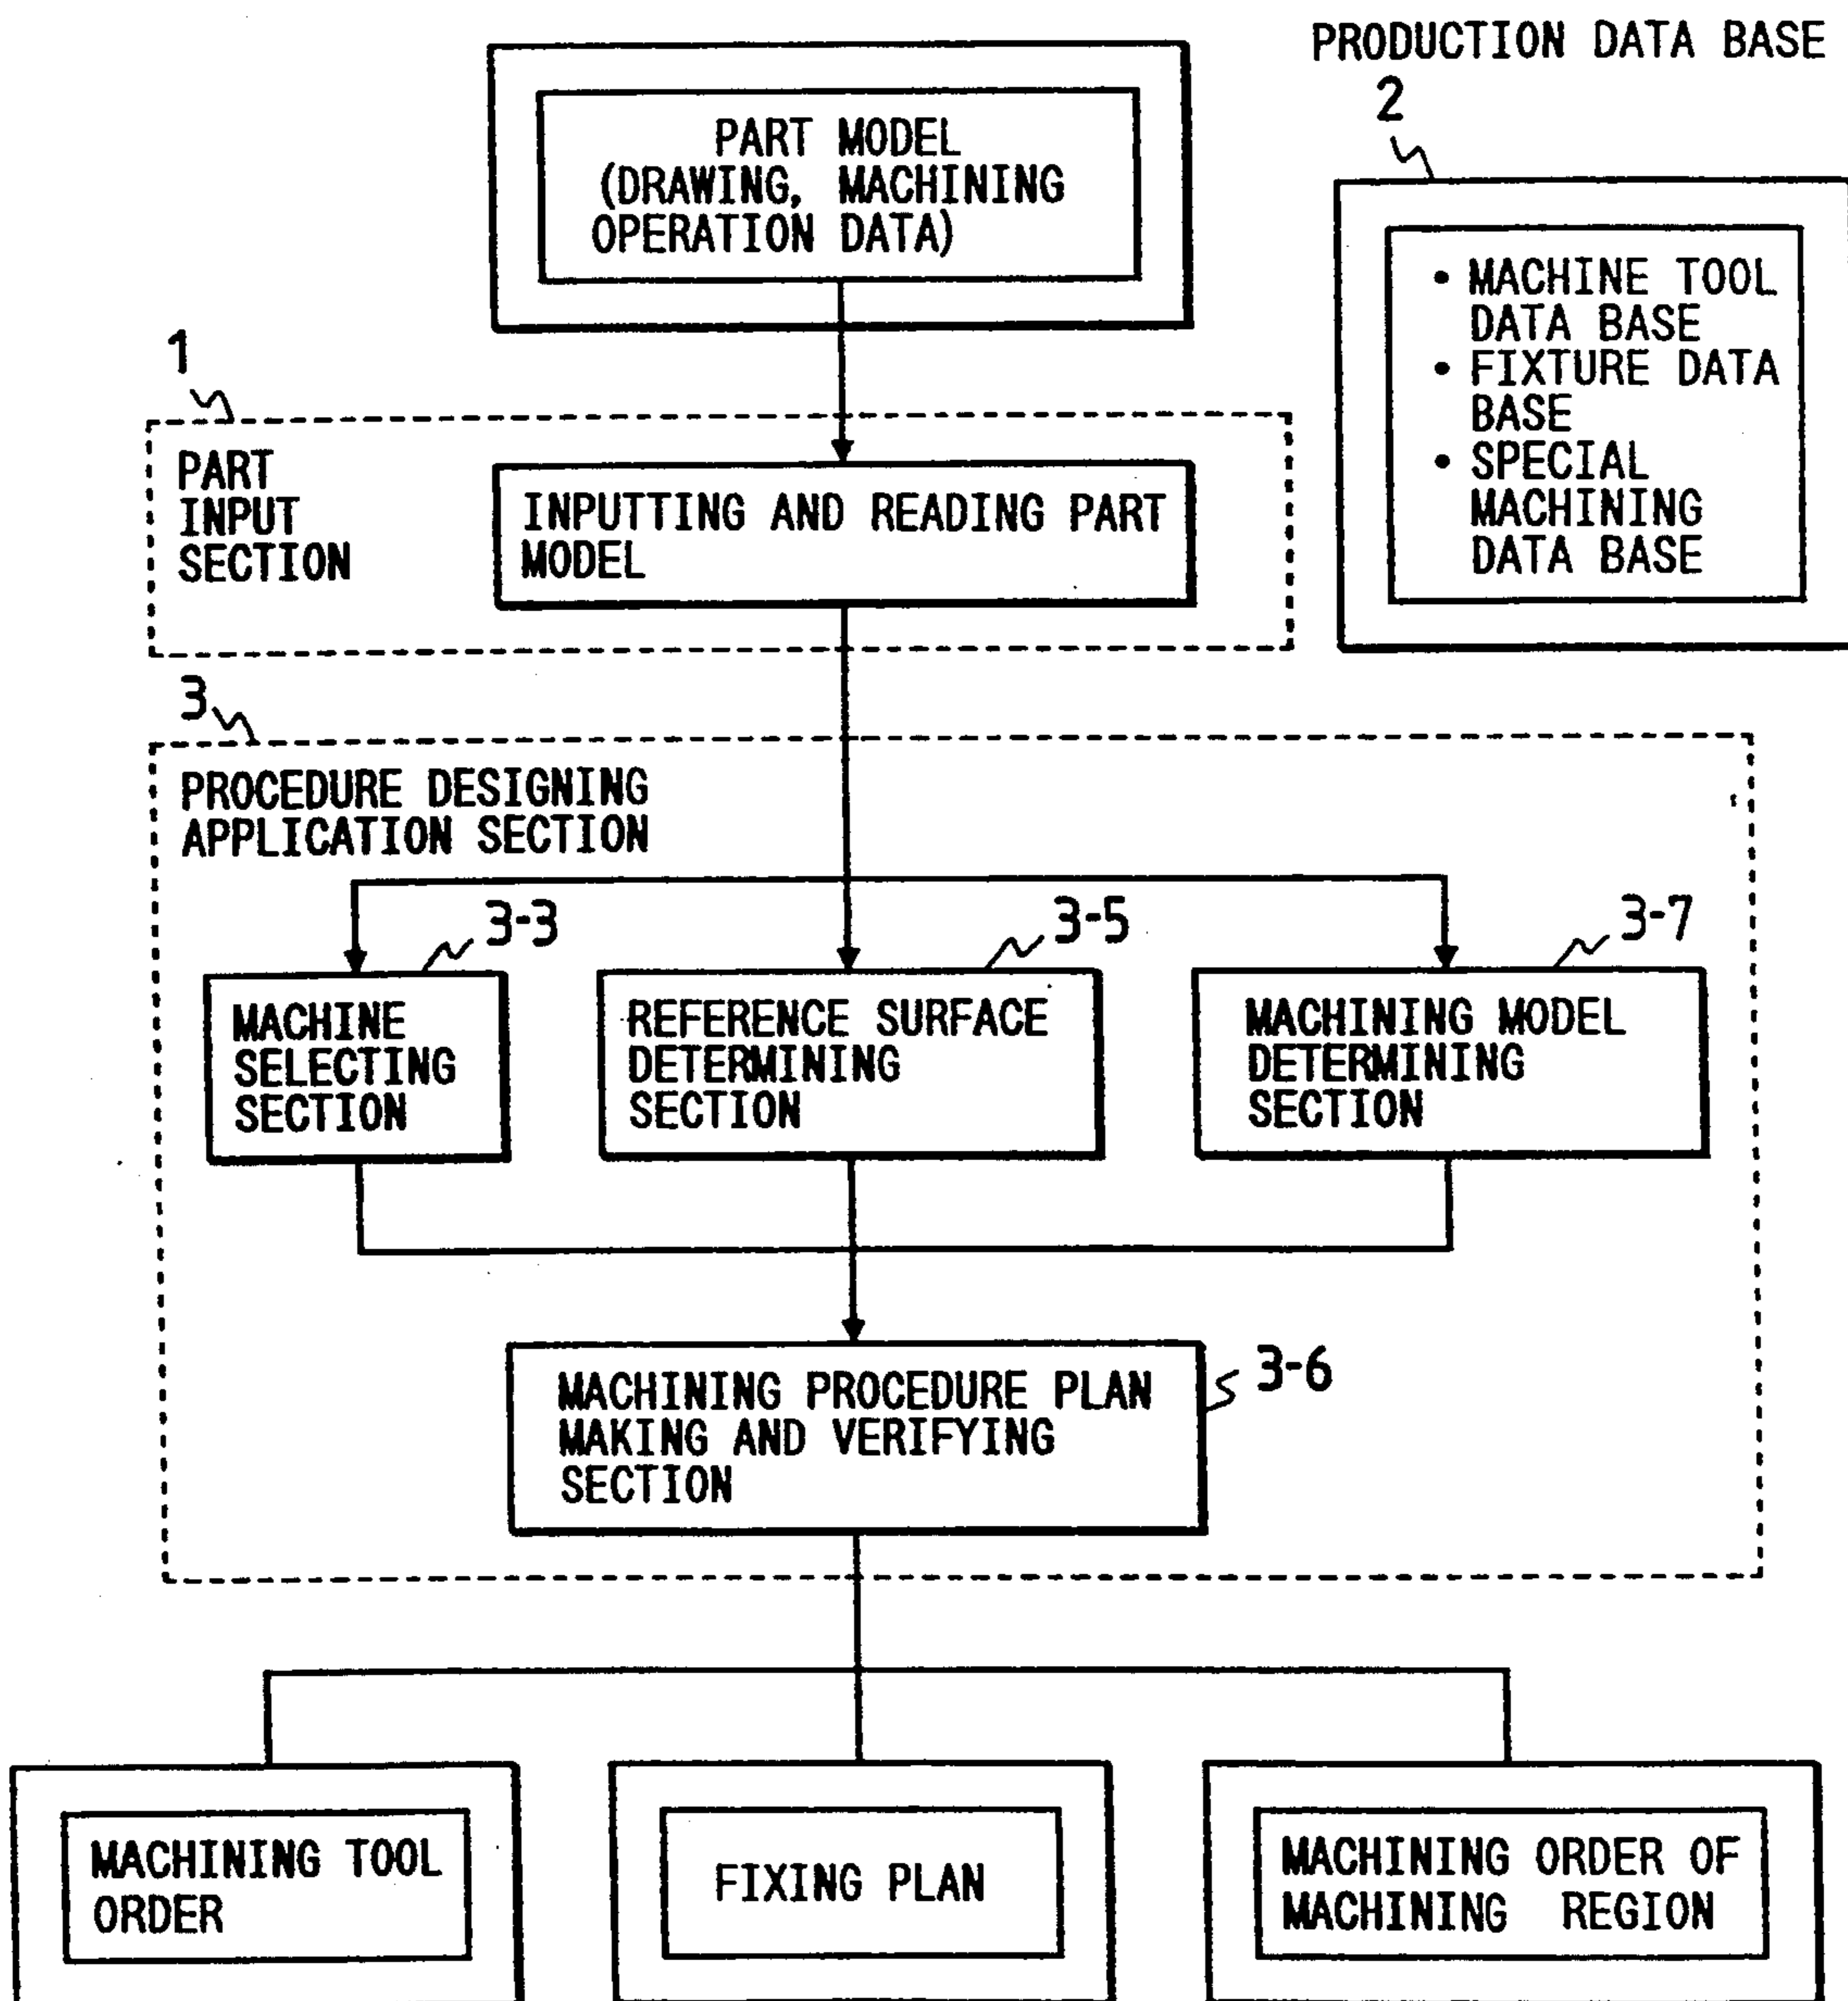 PRODUCTION DATA BASE
2
PART MODEL
(DRAWING, MACHINING
OPERATION DATA)
• MACHINE TOOL
DATA BASE
• FIXTURE DATA
BASE
• SPECIAL
MACHINING
DATA BASE
1
PART
INPUT
SECTION
INPUTTING AND READING PART
MODEL
3
PROCEDURE DESIGNING
APPLICATION SECTION
3-3
MACHINE
SELECTING
SECTION
3-5
REFERENCE SURFACE
DETERMINING
SECTION
3-7
MACHINING MODEL
DETERMINING
SECTION
3-6
MACHINING PROCEDURE PLAN
MAKING AND VERIFYING
SECTION
MACHINING TOOL
ORDER
FIXING PLAN
MACHINING ORDER OF
MACHINING REGION